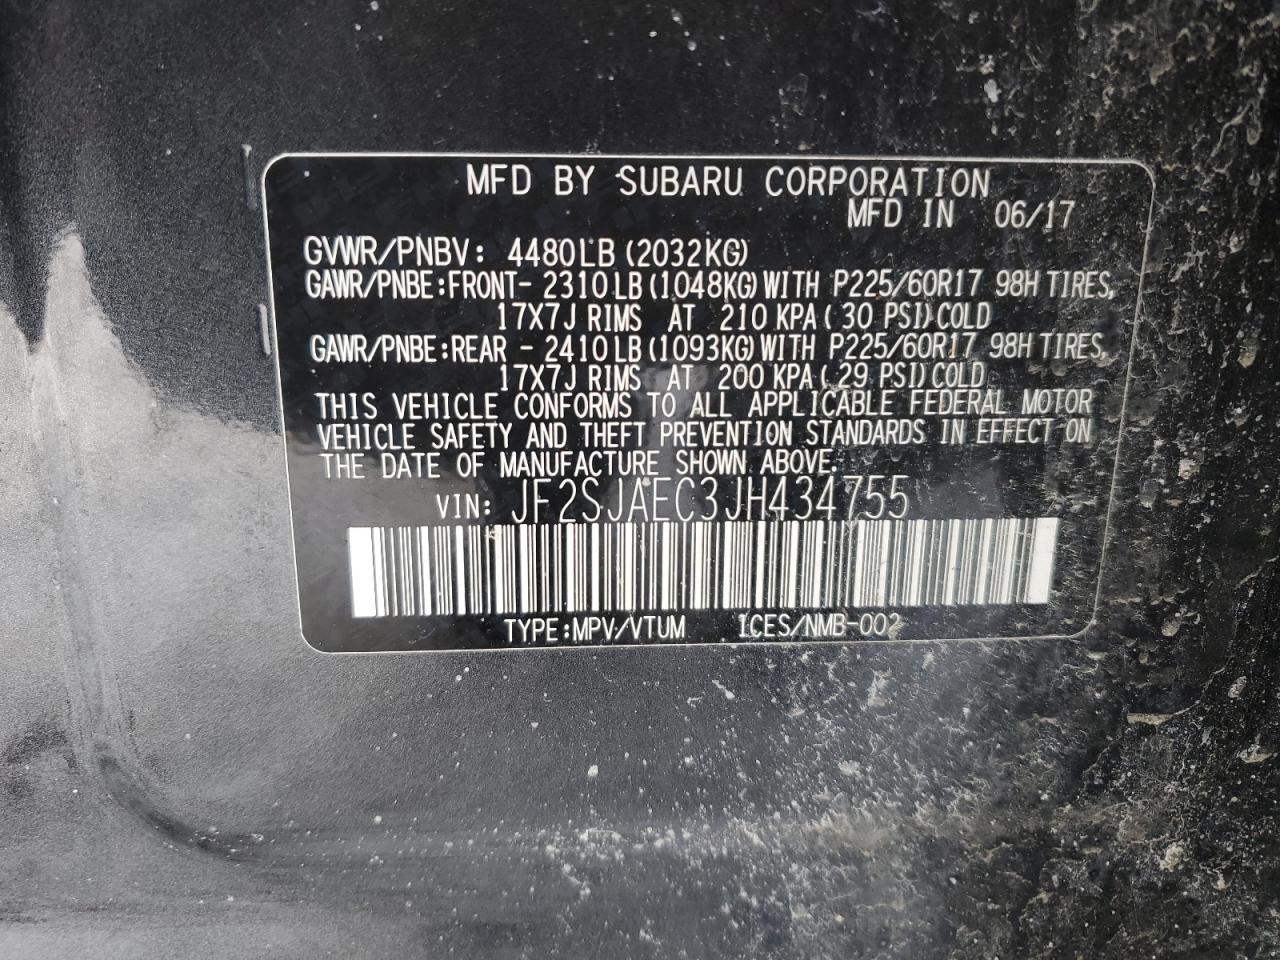 MFD BY SUBARU CORPORATION
MFD IN 06/17
GVWR/PNBV: 4480LB (2032KG)
GAWR/PNBE:FRONT- 2310 LB (1048KG) WITH P225/60R17 98H TIRES,
17X7J RIMS AT 210 KPA ( 30 PSI) COLD
GAWR/PNBE:REAR - 2410 LB (1093KG) WITH P225/60R17 98H TIRES,
17X7J RIMS AT 200 KPA ( 29 PSI) COLD
THIS VEHICLE CONFORMS TO ALL APPLICABLE FEDERAL MOTOR
VEHICLE SAFETY AND THEFT PREVENTION STANDARDS IN EFFECT ON
THE DATE OF MANUFACTURE SHOWN ABOVE.
VIN: JF2SJAEC3JH434755
TYPE:MPV/VTUM ICES/NMB-002